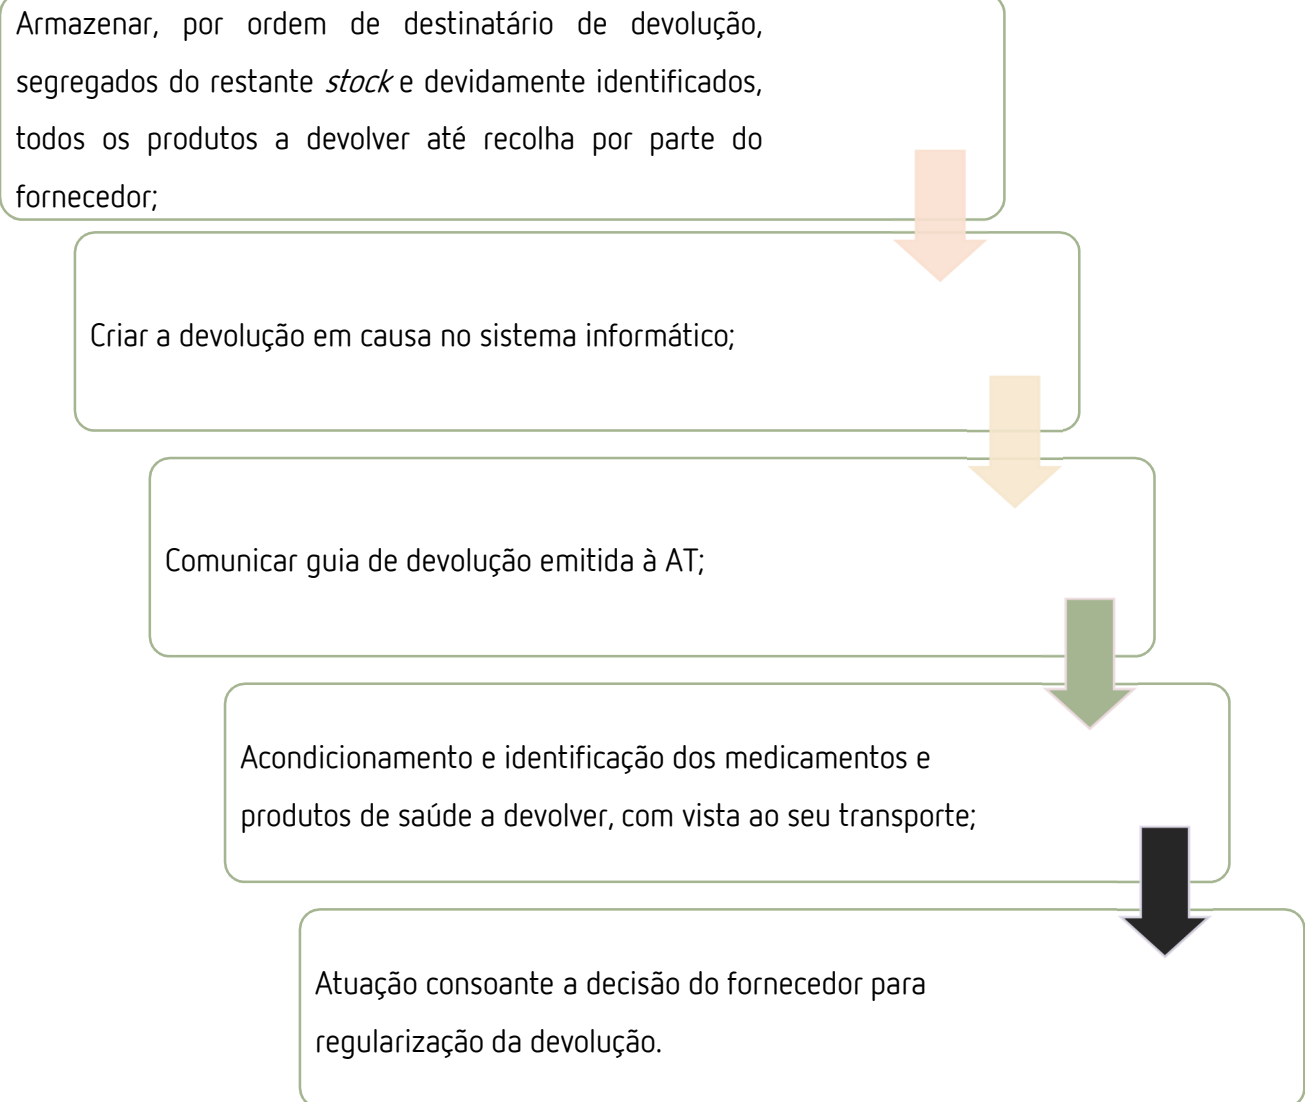 Armazenar, por ordem de destinatário de devolução,
segregados do restante stock e devidamente identificados,
todos os produtos a devolver até recolha por parte do
fornecedor;
Criar a devolução em causa no sistema informático;
Comunicar guia de devolução emitida à AT;
Acondicionamento e identificação dos medicamentos e
produtos de saúde a devolver, com vista ao seu transporte;
Atuação consoante a decisão do fornecedor para
regularização da devolução.